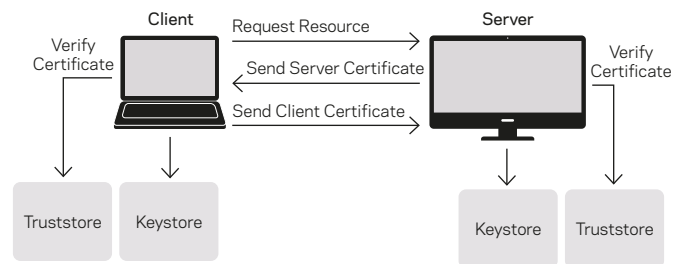 Client
Server
Request Resource
Verify
Certificate
Verify
Certificate
Send Server Certificate
Send Client Certificate
Truststore
Keystore
Keystore
Truststore